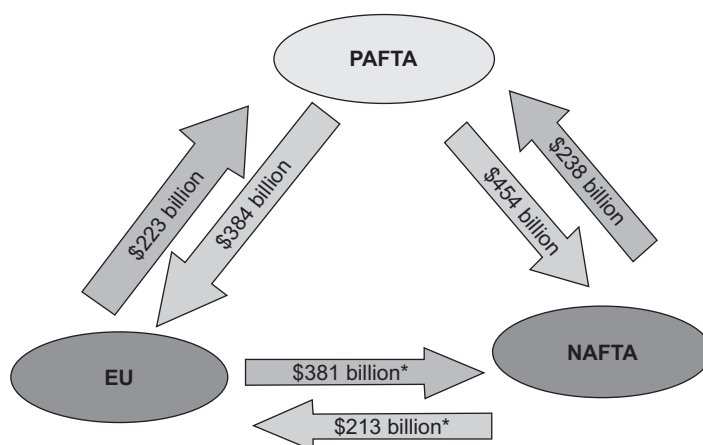 PAFTA
$223 billion
$384 billion
$454 billion
$238 billion
EU
$381 billion*
NAFTA
$213 billion*